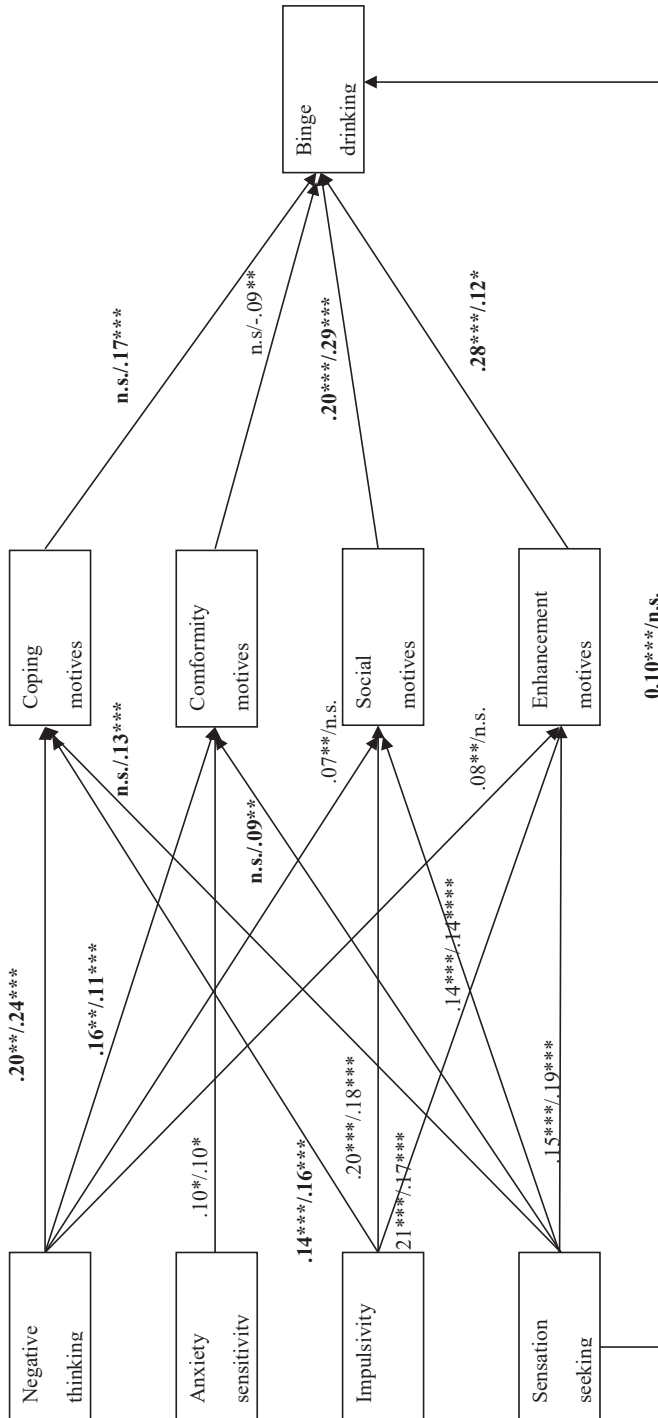 Negative
thinking
Anxiety
sensitivity
Impulsivity
Sensation
seeking
.20**/.24***
.16**/.11***
.10*/.10*
.14***/.16***
.20***/.18***
21***/.17***
.14***/.14****
.15***/.19***
n.s./.13***
n.s./.09**
.07**/n.s.
.08**/n.s.
0.10***/n.s.
Coping
motives
Comformity
motives
Social
motives
Enhancement
motives
n.s./.17***
n.s/-.09**
.20***/.29***
.28***/.12*
Binge
drinking